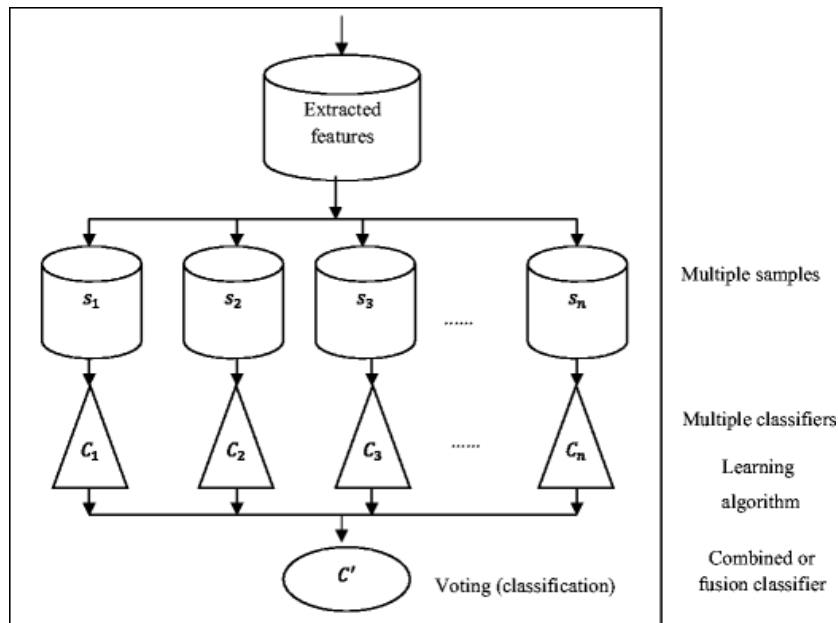 Extracted
features
s₁ s₂ s₃ ...... sₙ
Multiple samples
C₁ C₂ C₃ ...... Cₙ
Multiple classifiers
Learning
algorithm
C′
Voting (classification)
Combined or
fusion classifier